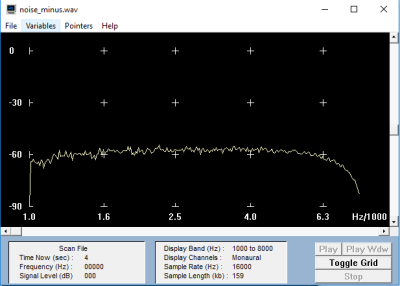 noise_minus.wav
File Variables Pointers Help
0
-30
-60
-90
1.0 1.6 2.5 4.0 6.3 Hz/1000
Scan File
Time Now (sec) : 4
Frequency (Hz) : 00000
Signal Level (dB) 000
Display Band (Hz) : 1000 to 8000
Display Channels : Monaural
Sample Rate (Hz) : 16000
Sample Length (kb) : 159
Play Play Wdw
Toggle Grid
Stop